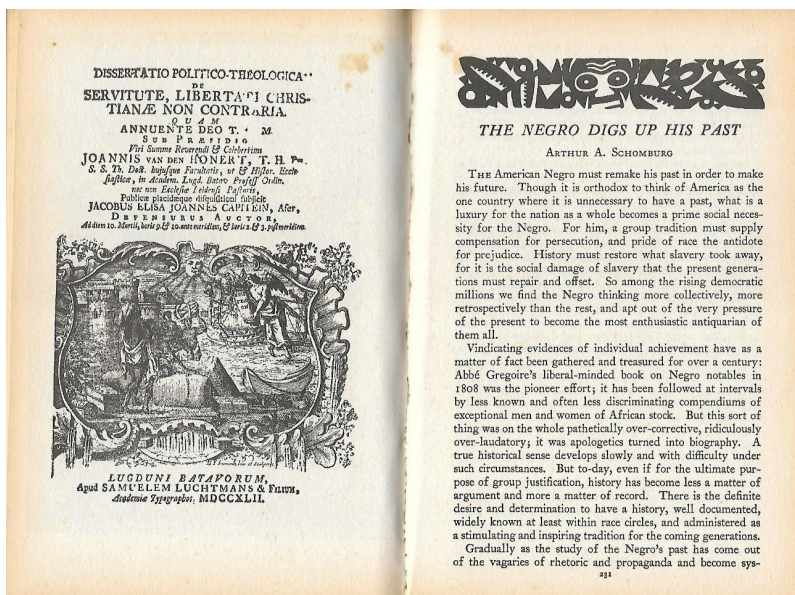 DISSERTATIO POLITICO-THEOLOGICA
DE
SERVITUTE, LIBERTATI CHRIS-
TIANÆ NON CONTRARIA.
QUAM
ANNUENTE DEO T. M.
SUB PRÆSIDIO
Viri Summe Reverendi & Celeberrimi
JOANNIS VAN DEN HONERT, T. H. Fil.
S. S. Th. Doct. hujusque Facultatis, ut & Histor. Eccle-
siasticæ, in Academ. Lugd. Batav. Profess. Ordin.
nec non Ecclesiæ Leidensis Pastoris,
Publicæ placidæque disquisitioni subjicit
JACOBUS ELISA JOANNES CAPITEIN, Afer,
DEFENSURUS AUCTOR,
Ad diem 10. Martii, horis 9. & 10. ante meridiem, & horis 2. & 3. post meridiem.
LUGDUNI BATAVORUM,
Apud SAMUELEM LUCHTMANS & FILIUM,
Academiæ Typographos, MDCCXLII.
THE NEGRO DIGS UP HIS PAST
ARTHUR A. SCHOMBURG
THE American Negro must remake his past in order to make
his future. Though it is orthodox to think of America as the
one country where it is unnecessary to have a past, what is a
luxury for the nation as a whole becomes a prime social neces-
sity for the Negro. For him, a group tradition must supply
compensation for persecution, and pride of race the antidote
for prejudice. History must restore what slavery took away,
for it is the social damage of slavery that the present genera-
tions must repair and offset. So among the rising democratic
millions we find the Negro thinking more collectively, more
retrospectively than the rest, and apt out of the very pressure
of the present to become the most enthusiastic antiquarian of
them all.
Vindicating evidences of individual achievement have as a
matter of fact been gathered and treasured for over a century:
Abbé Gregoire's liberal-minded book on Negro notables in
1808 was the pioneer effort; it has been followed at intervals
by less known and often less discriminating compendiums of
exceptional men and women of African stock. But this sort of
thing was on the whole pathetically over-corrective, ridiculously
over-laudatory; it was apologetics turned into biography. A
true historical sense develops slowly and with difficulty under
such circumstances. But to-day, even if for the ultimate pur-
pose of group justification, history has become less a matter of
argument and more a matter of record. There is the definite
desire and determination to have a history, well documented,
widely known at least within race circles, and administered as
a stimulating and inspiring tradition for the coming generations.
Gradually as the study of the Negro's past has come out
of the vagaries of rhetoric and propaganda and become sys-
231